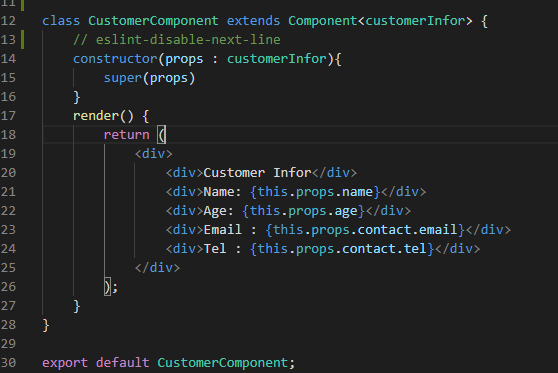 11
12 class CustomerComponent extends Component<customerInfor> {
13 // eslint-disable-next-line
14 constructor(props : customerInfor){
15 super(props)
16 }
17 render() {
18 return (
19 <div>
20 <div>Customer Infor</div>
21 <div>Name: {this.props.name}</div>
22 <div>Age: {this.props.age}</div>
23 <div>Email : {this.props.contact.email}</div>
24 <div>Tel : {this.props.contact.tel}</div>
25 </div>
26 );
27 }
28 }
29
30 export default CustomerComponent;